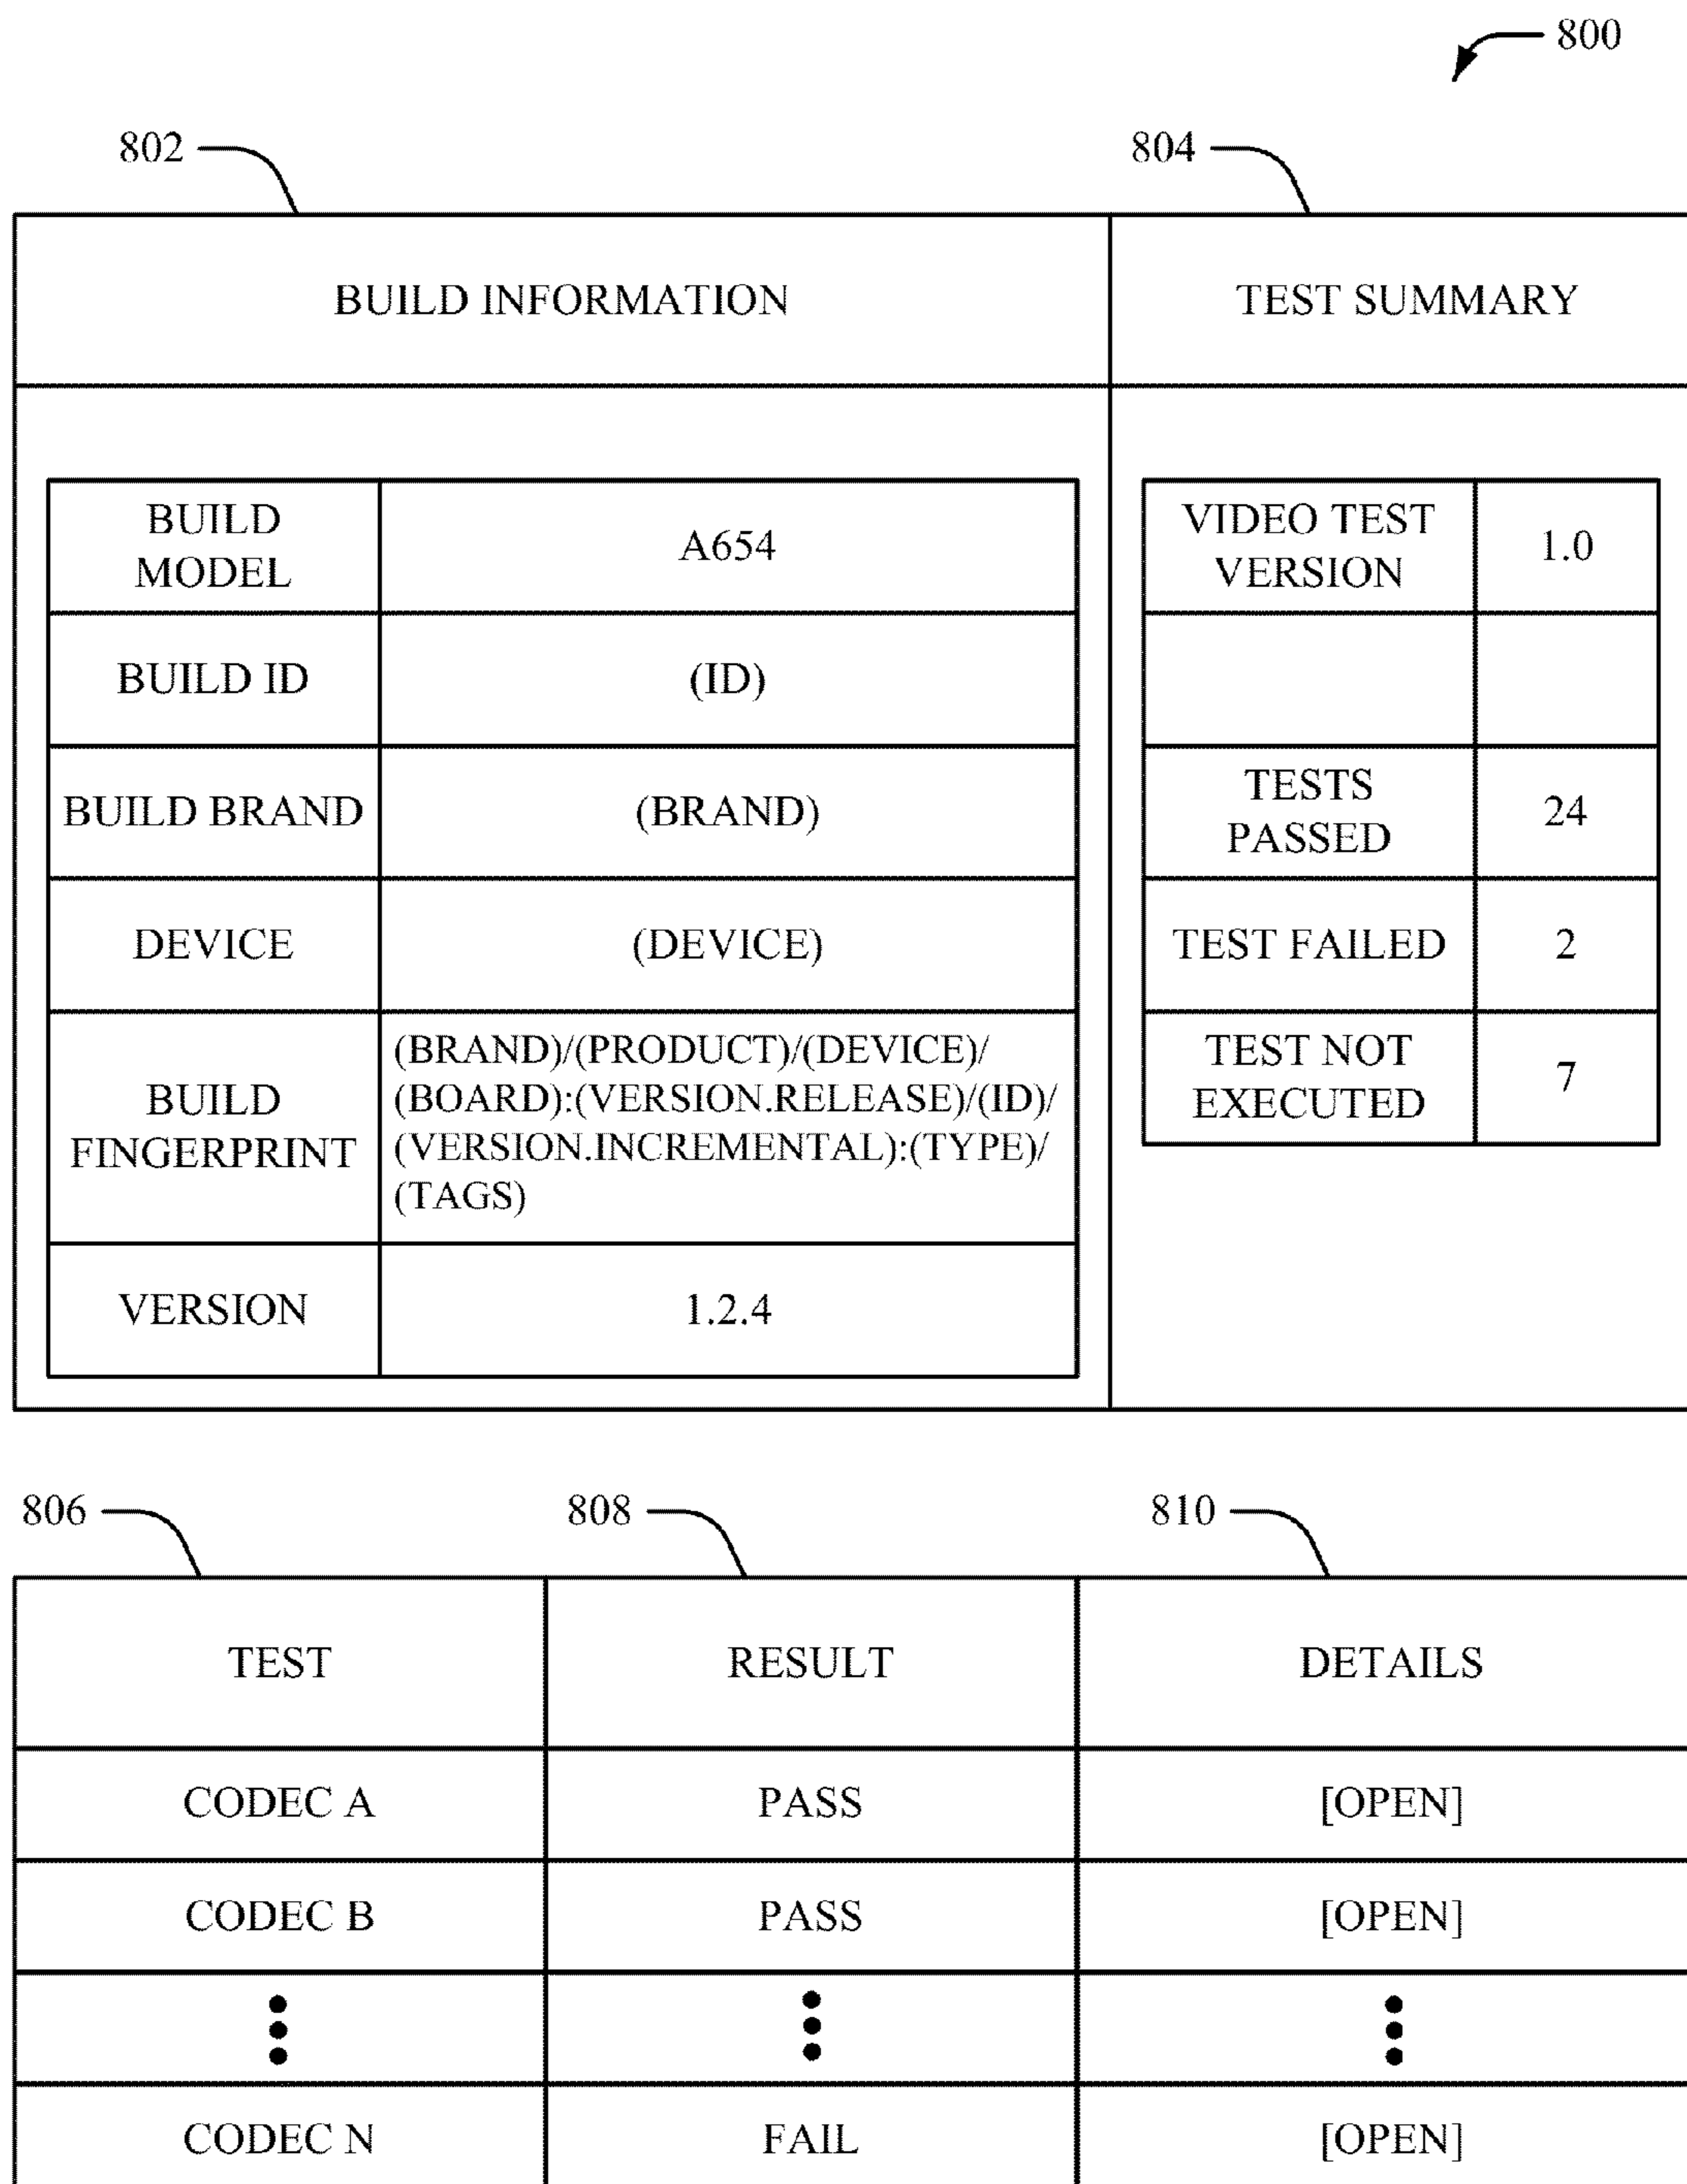 800
802
804
BUILD INFORMATION
TEST SUMMARY
BUILD
MODEL
A654
BUILD ID
(ID)
BUILD BRAND
(BRAND)
DEVICE
(DEVICE)
BUILD
FINGERPRINT
(BRAND)/(PRODUCT)/(DEVICE)/
(BOARD):(VERSION.RELEASE)/(ID)/
(VERSION.INCREMENTAL):(TYPE)/
(TAGS)
VERSION
1.2.4
VIDEO TEST
VERSION
1.0
TESTS
PASSED
24
TEST FAILED
2
TEST NOT
EXECUTED
7
806
808
810
TEST
RESULT
DETAILS
CODEC A
PASS
[OPEN]
CODEC B
PASS
[OPEN]
CODEC N
FAIL
[OPEN]